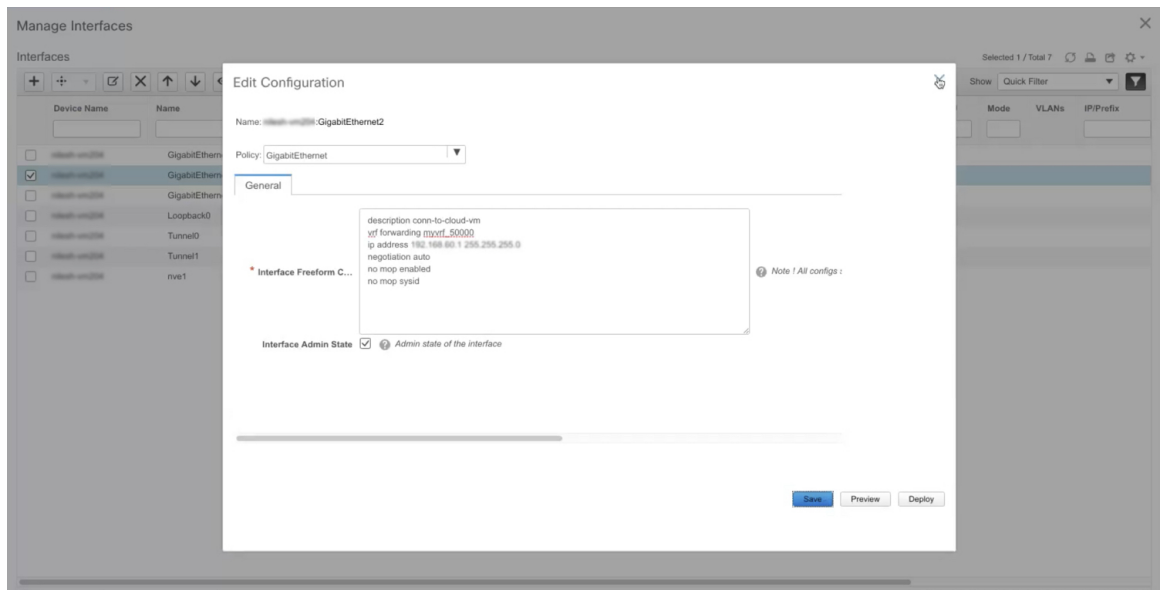 Manage Interfaces
Interfaces
Selected 1 / Total 7
Show Quick Filter
Device Name Name Mode VLANs IP/Prefix
GigabitEthern
GigabitEthern
GigabitEthern
Loopback0
Tunnel0
Tunnel1
nve1
Edit Configuration
Name: :GigabitEthernet2
Policy: GigabitEthernet
General
description conn-to-cloud-vm
vrf forwarding myvrf_50000
ip address
negotiation auto
no mop enabled
no mop sysid
* Interface Freeform C...
Note ! All configs
Interface Admin State Admin state of the interface
Save Preview Deploy